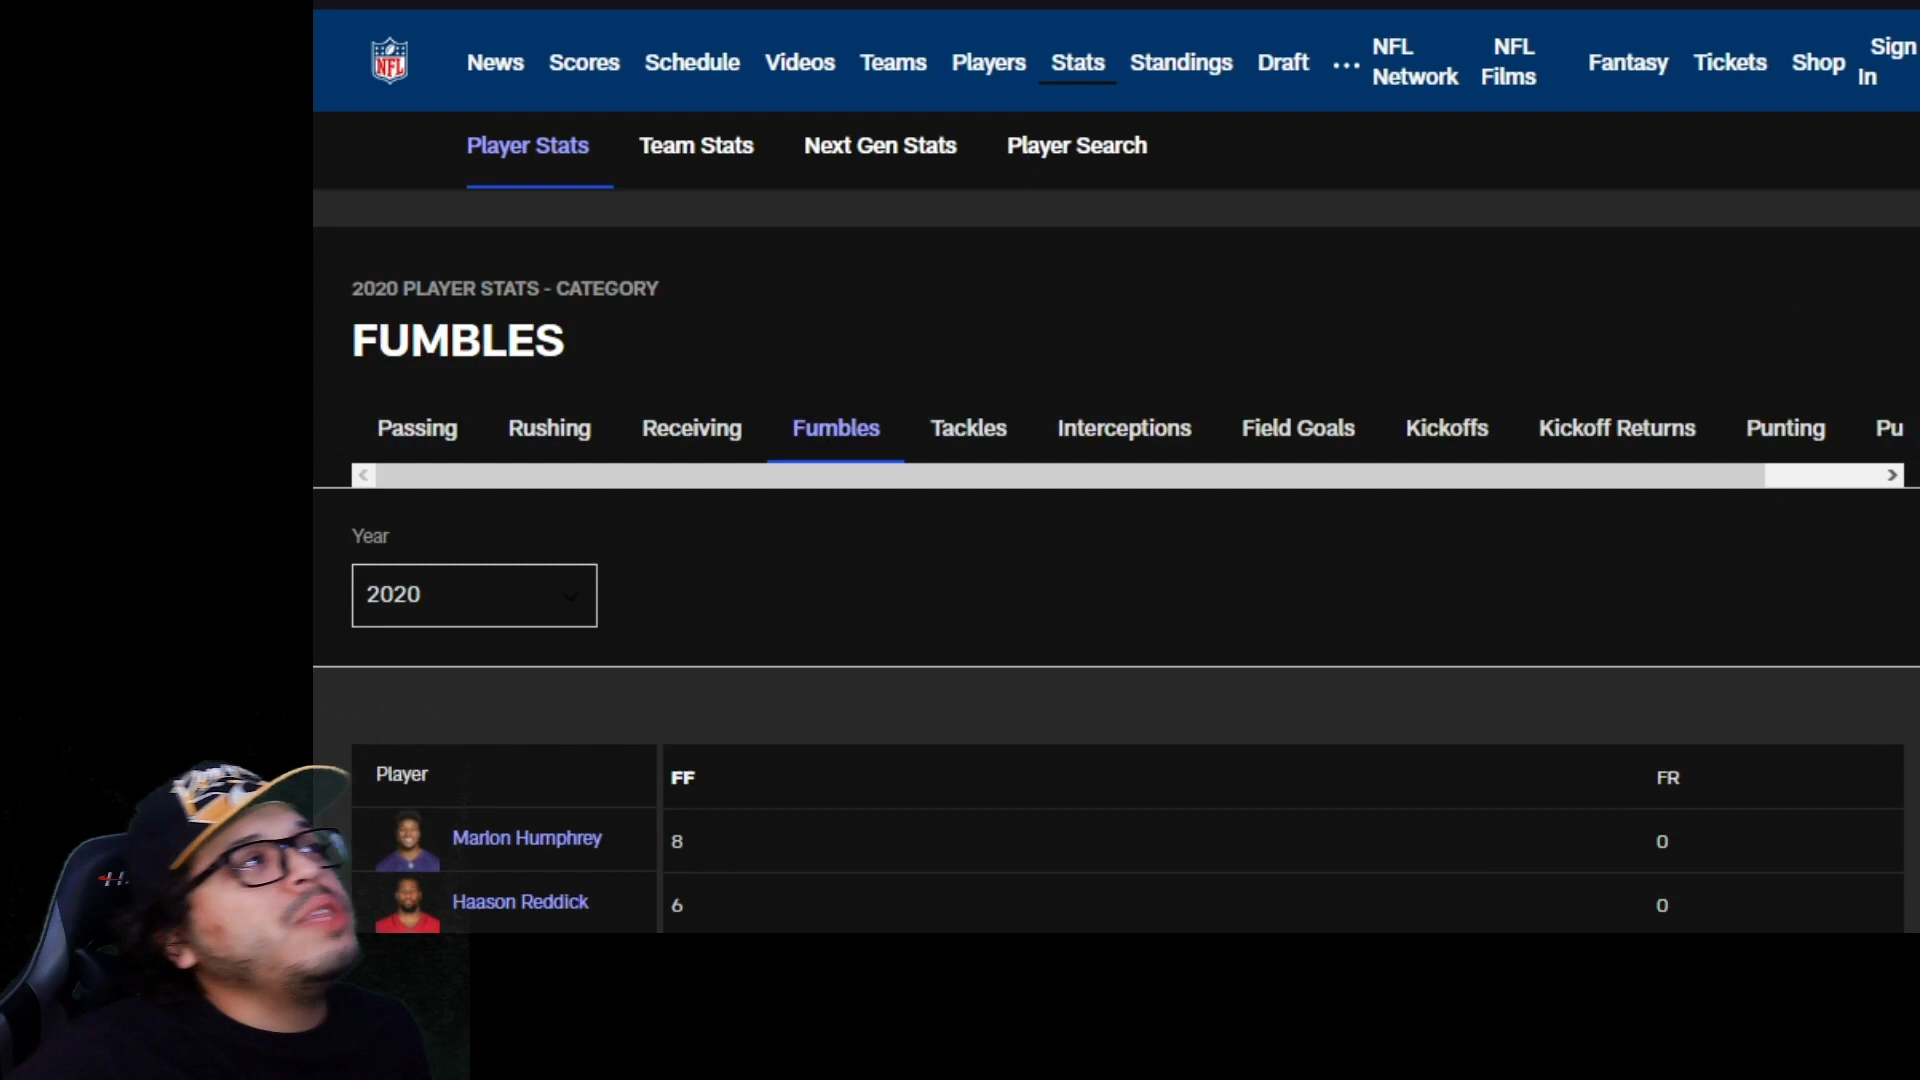 NFL
News Scores Schedule Videos Teams Players Stats Standings Draft ... NFL Network NFL Films Fantasy Tickets Shop Sign In
Player Stats Team Stats Next Gen Stats Player Search
2020 PLAYER STATS - CATEGORY
FUMBLES
Passing Rushing Receiving Fumbles Tackles Interceptions Field Goals Kickoffs Kickoff Returns Punting Pu
Year
2020
Player FF FR
Marlon Humphrey 8 0
Haason Reddick 6 0